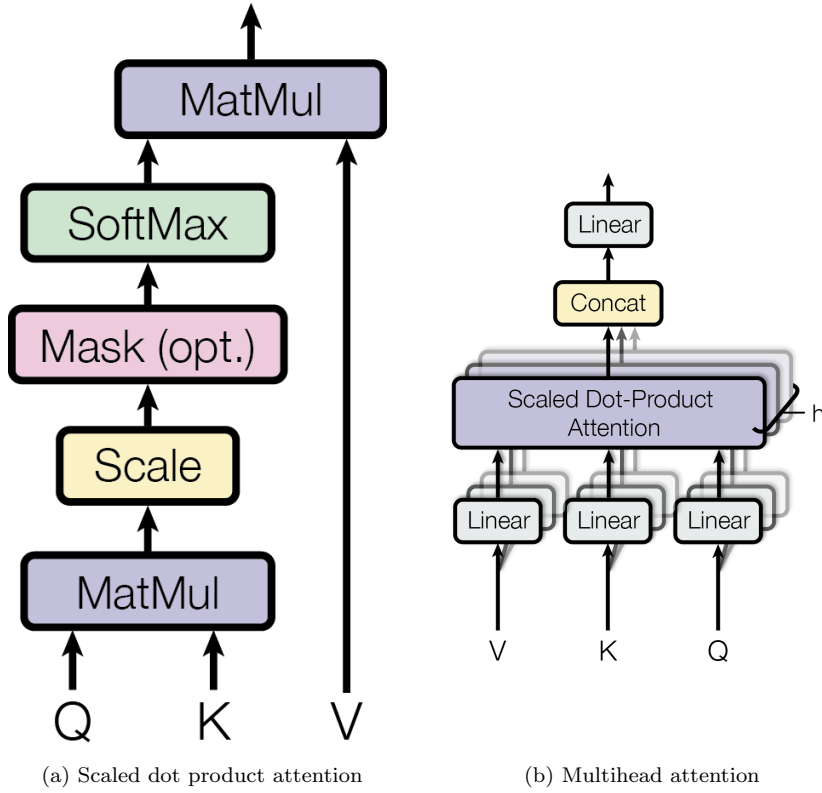 MatMul
SoftMax
Mask (opt.)
Scale
MatMul
Q K V
(a) Scaled dot product attention
Linear
Concat
Scaled Dot-Product
Attention
h
Linear Linear Linear
V K Q
(b) Multihead attention